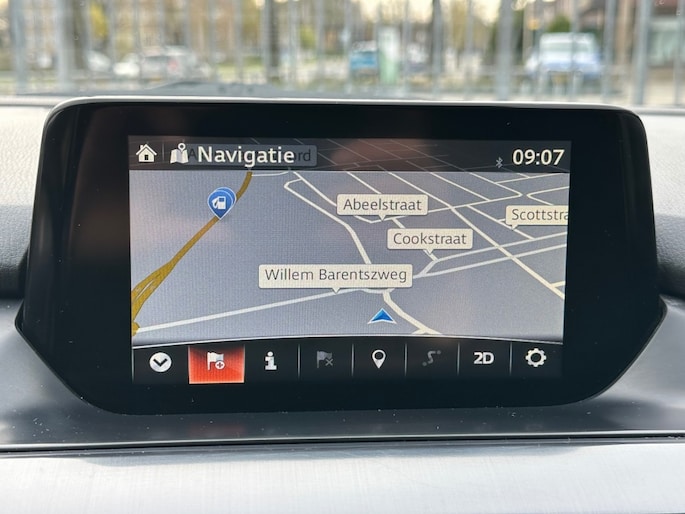 Navigatie
09:07
Abeelstraat
Scottstra
Cookstraat
Willem Barentszweg
2D